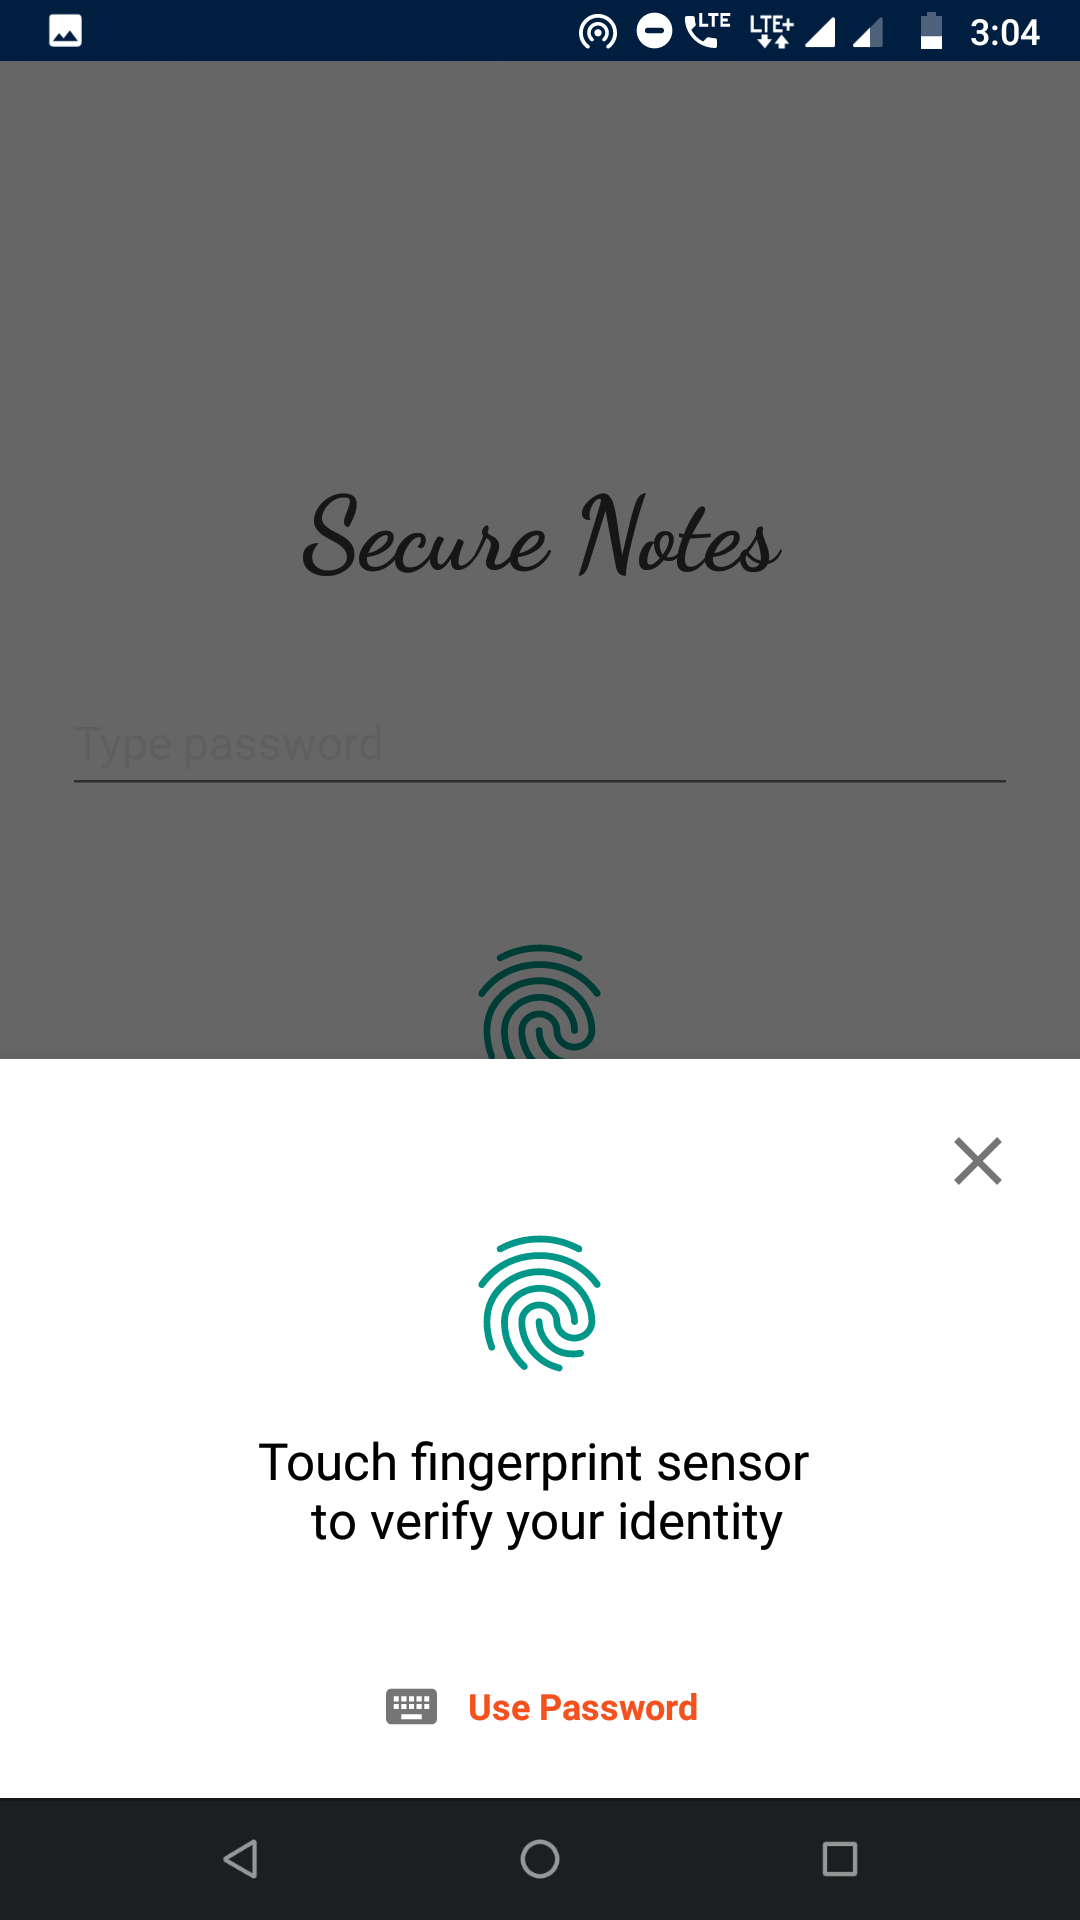 LTE LTE+ 3:04
Secure Notes
Type password
Touch fingerprint sensor
to verify your identity
Use Password